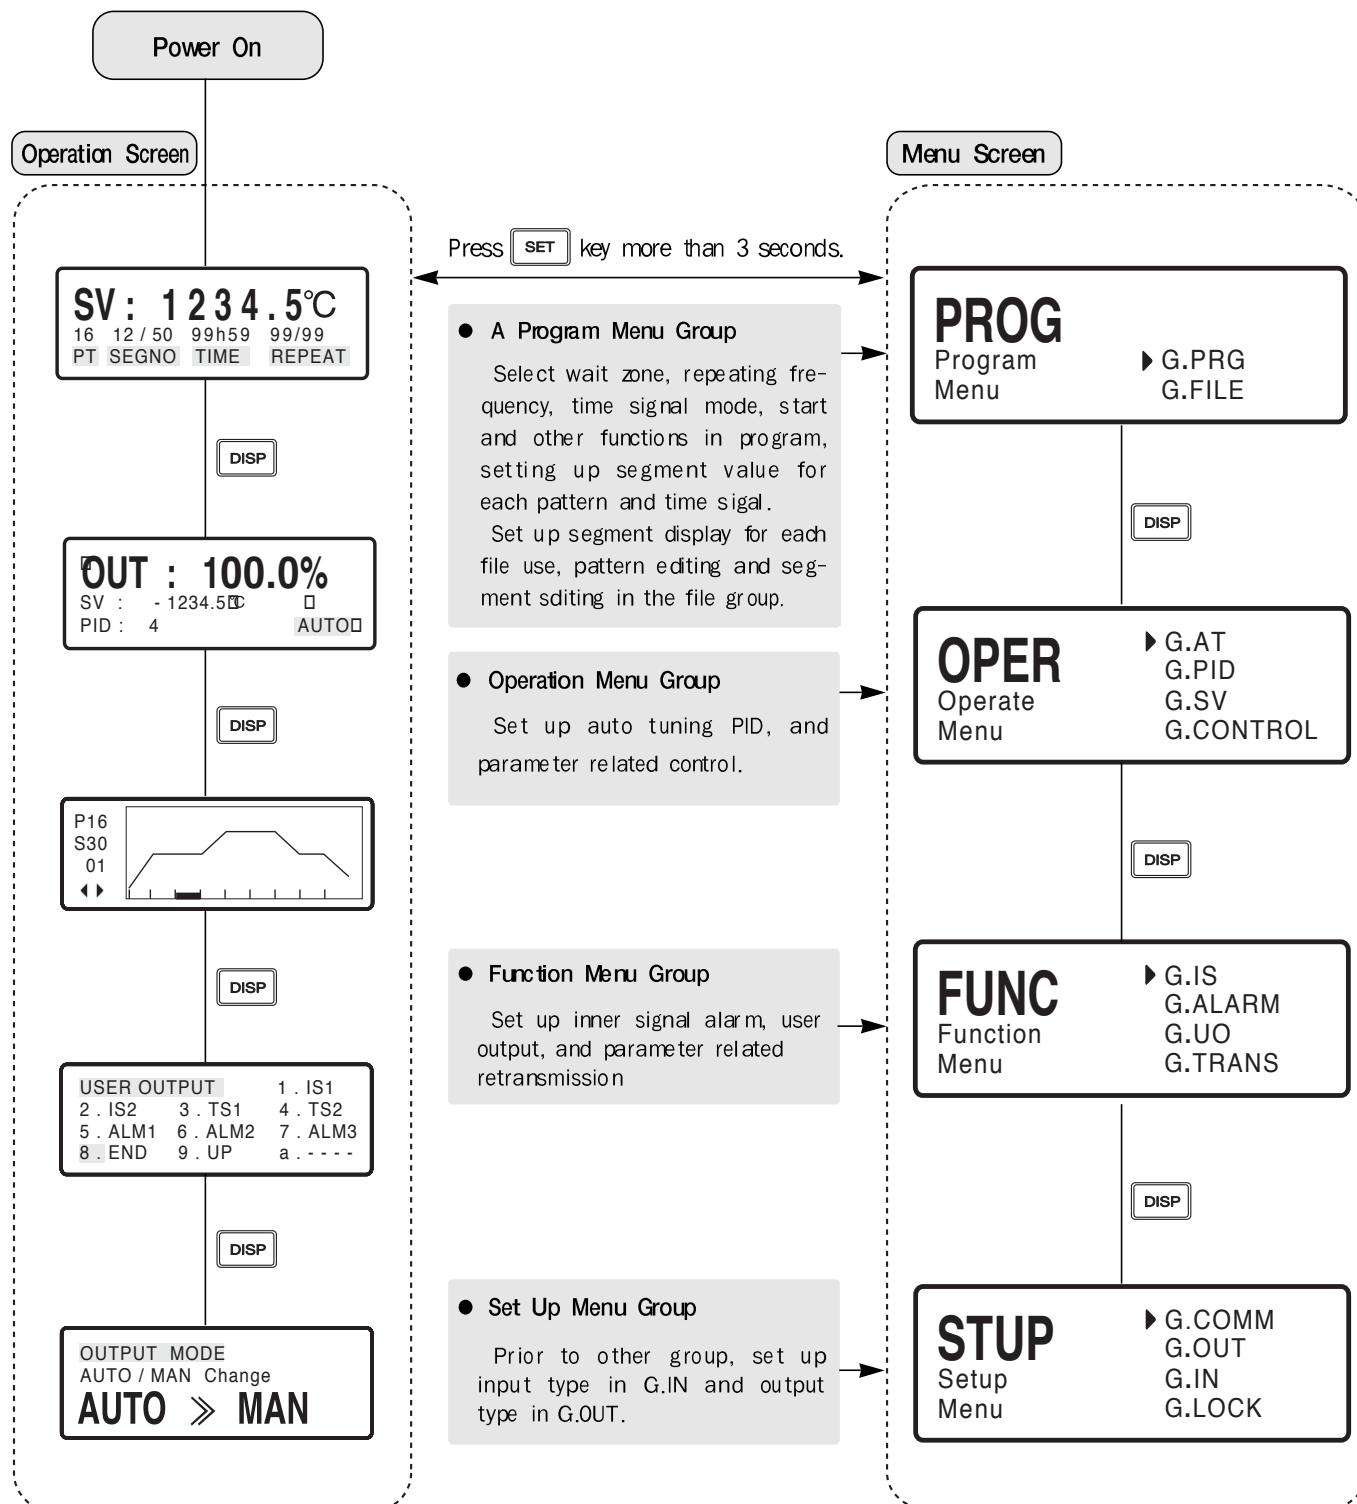 Power On
Operation Screen
SV : 1234.5℃
16 12 / 50 99h59 99/99
PT SEGNO TIME REPEAT
DISP
OUT : 100.0%
SV : - 1234.5℃
PID : 4 AUTO
DISP
P16
S30
01
DISP
USER OUTPUT 1 . IS1
2 . IS2 3 . TS1 4 . TS2
5 . ALM1 6 . ALM2 7 . ALM3
8 . END 9 . UP a . - - - -
DISP
OUTPUT MODE
AUTO / MAN Change
AUTO ≫ MAN
Press SET key more than 3 seconds.
● A Program Menu Group
Select wait zone, repeating fre-
quency, time signal mode, start
and other functions in program,
setting up segment value for
each pattern and time sigal.
Set up segment display for each
file use, pattern editing and seg-
ment sditing in the file group.
● Operation Menu Group
Set up auto tuning PID, and
parameter related control.
● Function Menu Group
Set up inner signal alarm, user
output, and parameter related
retransmission
● Set Up Menu Group
Prior to other group, set up
input type in G.IN and output
type in G.OUT.
Menu Screen
PROG
Program
Menu
G.PRG
G.FILE
DISP
OPER
Operate
Menu
G.AT
G.PID
G.SV
G.CONTROL
DISP
FUNC
Function
Menu
G.IS
G.ALARM
G.UO
G.TRANS
DISP
STUP
Setup
Menu
G.COMM
G.OUT
G.IN
G.LOCK